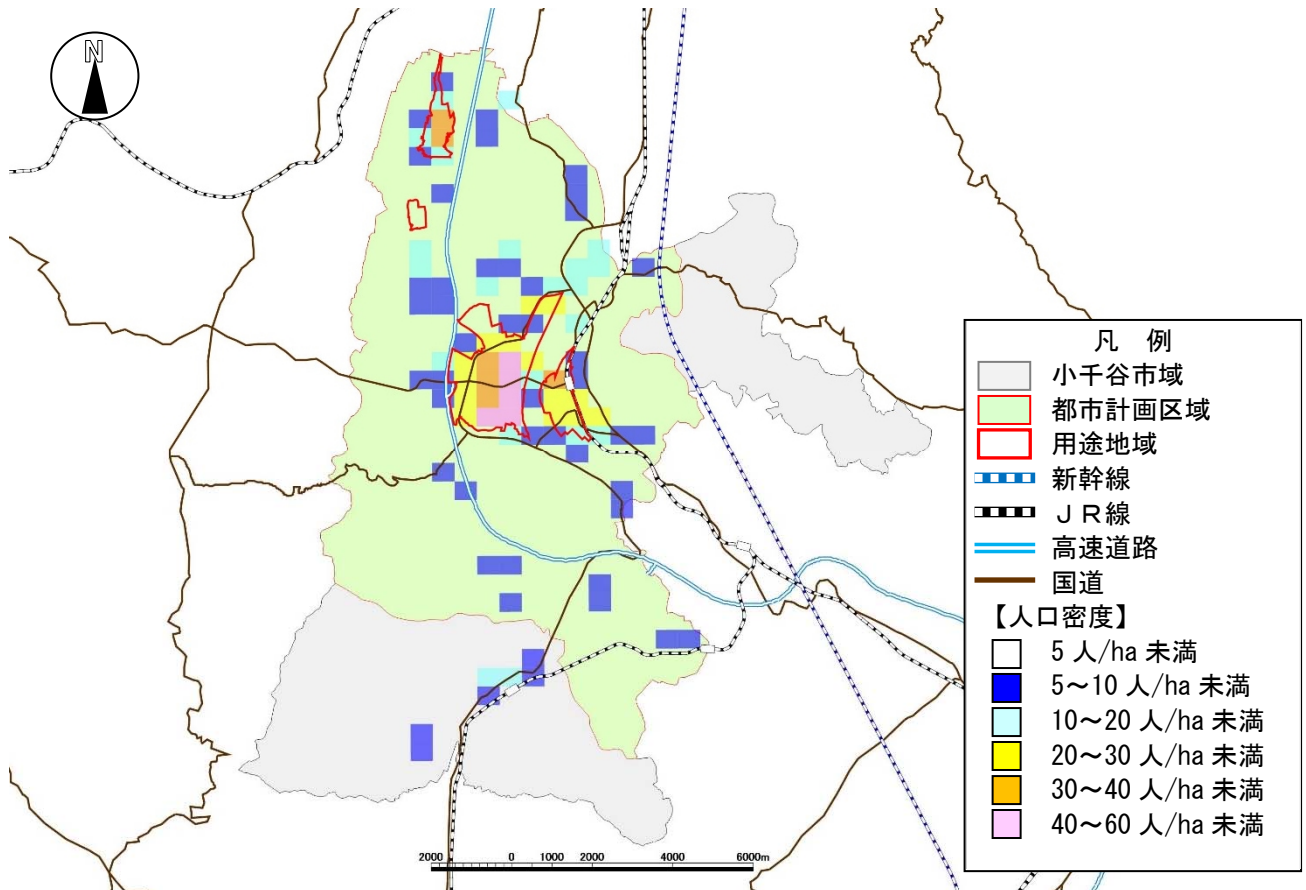 N
凡 例
小千谷市域
都市計画区域
用途地域
新幹線
ＪＲ線
高速道路
国道
【人口密度】
5 人/ha 未満
5～10 人/ha 未満
10～20 人/ha 未満
20～30 人/ha 未満
30～40 人/ha 未満
40～60 人/ha 未満
2000 0 1000 2000 4000 6000m